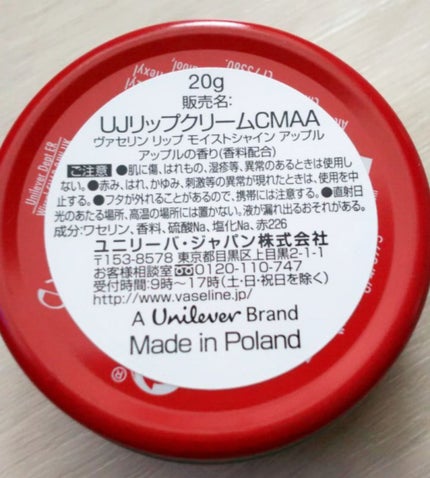 20g
販売名:
UJリップクリームCMAA
ヴァセリン リップ モイストシャイン アップル
アップルの香り(香料配合)
ご注意 ●肌に傷、はれもの、湿疹等、異常のあるときは使用し
ない。●赤み、はれ、かゆみ、刺激等の異常が現れたときは、使用を中
止する。●フタが外れることがあるので、携帯には注意する。●直射日
光のあたる場所、高温の場所には置かない。液が漏れ出るおそれがある。
成分:ワセリン、香料、硫酸Na、塩化Na、赤226
ユニリーバ・ジャパン株式会社
〒153-8578 東京都目黒区上目黒2-1-1
お客様相談室 0120-110-747
受付時間:9~17時(土・日・祝日を除く)
http://www.vaseline.jp/
A Unilever Brand
Made in Poland
Unilever Dept ER
®